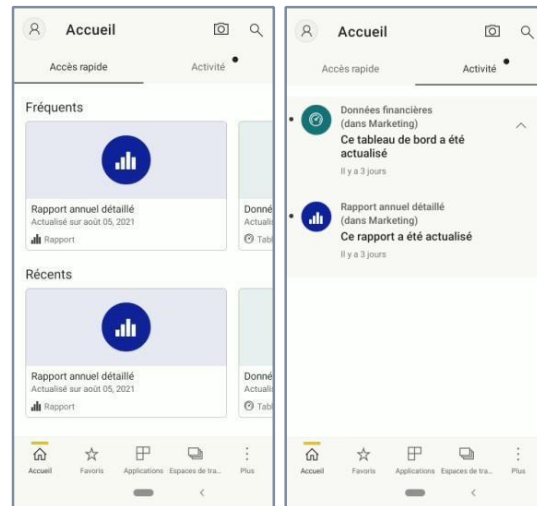 Accueil
Accès rapide
Activité
Fréquents
Rapport annuel détaillé
Actualisé sur août 05, 2021
Rapport
Donné
Actualis
Tabl
Récents
Rapport annuel détaillé
Actualisé sur août 05, 2021
Rapport
Donné
Actualis
Tabl
Accueil
Favoris
Applications
Espaces de tra...
Plus
Accueil
Accès rapide
Activité
Données financières
(dans Marketing)
Ce tableau de bord a été
actualisé
Il y a 3 jours
Rapport annuel détaillé
(dans Marketing)
Ce rapport a été actualisé
Il y a 3 jours
Accueil
Favoris
Applications
Espaces de tra...
Plus